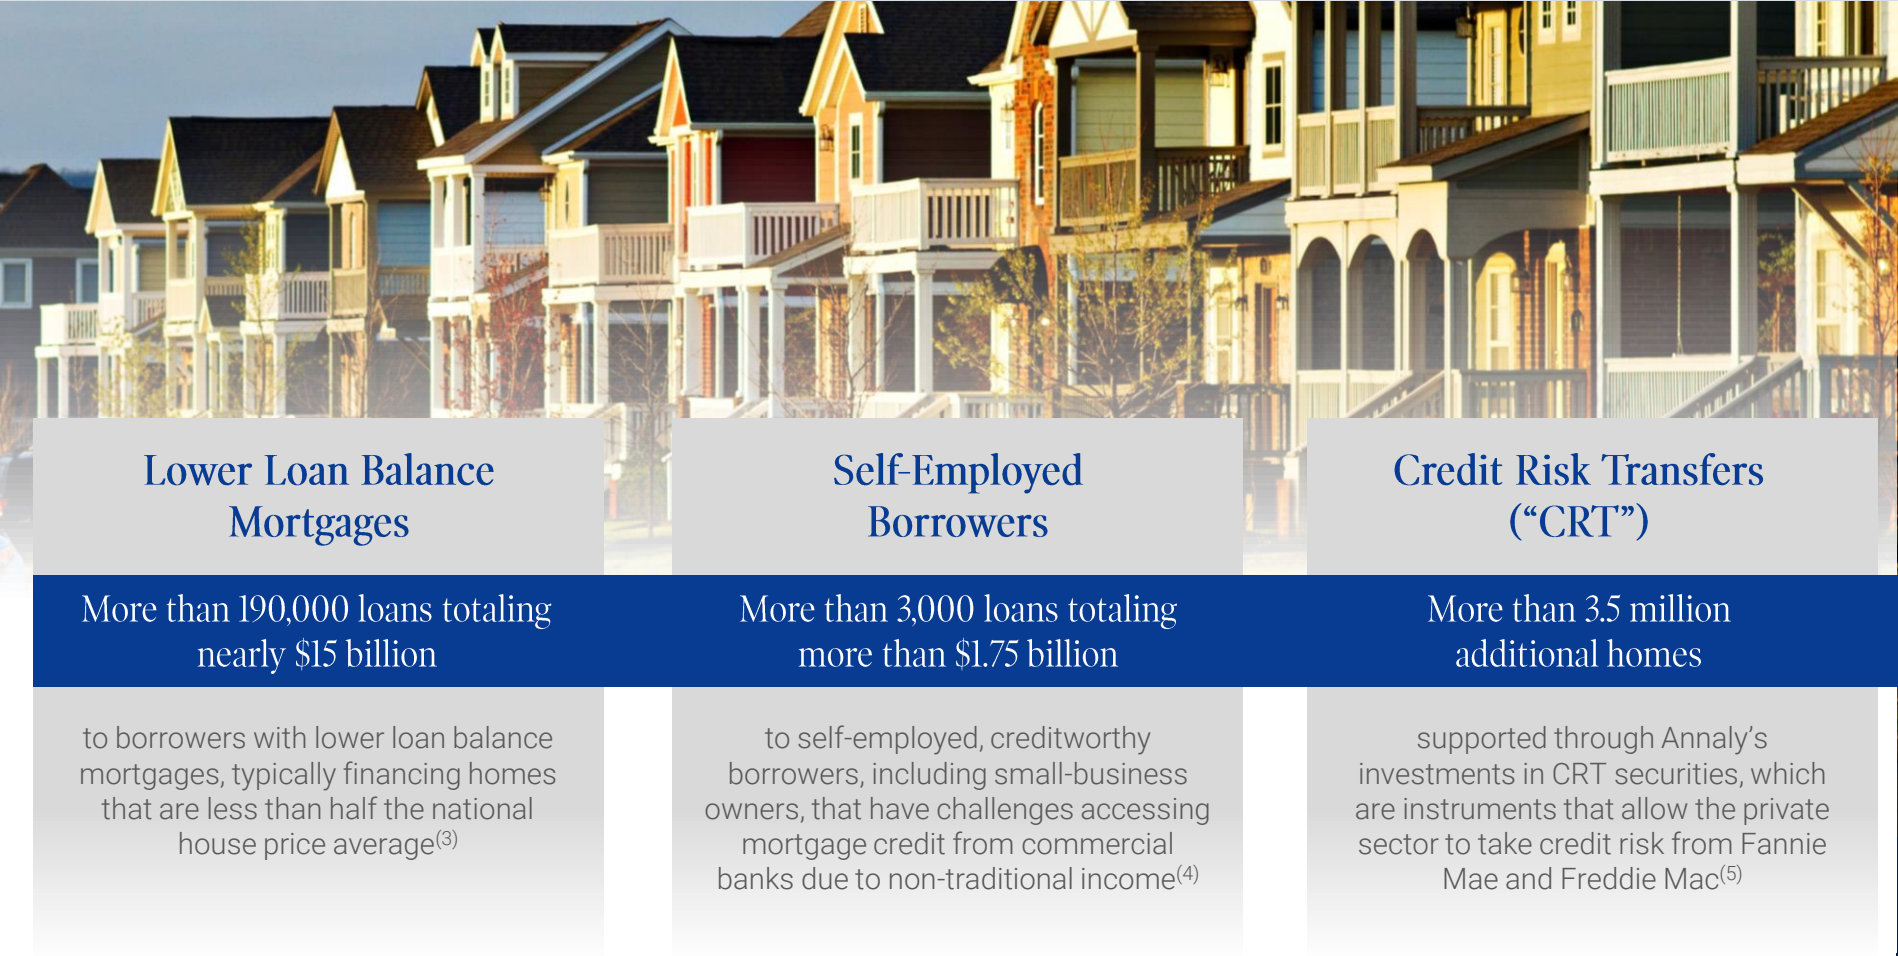 Lower Loan Balance
Mortgages
More than 190,000 loans totaling
nearly $15 billion
to borrowers with lower loan balance
mortgages, typically financing homes
that are less than half the national
house price average(3)
Self-Employed
Borrowers
More than 3,000 loans totaling
more than $1.75 billion
to self-employed, creditworthy
borrowers, including small-business
owners, that have challenges accessing
mortgage credit from commercial
banks due to non-traditional income(4)
Credit Risk Transfers
(“CRT”)
More than 3.5 million
additional homes
supported through Annaly’s
investments in CRT securities, which
are instruments that allow the private
sector to take credit risk from Fannie
Mae and Freddie Mac(5)